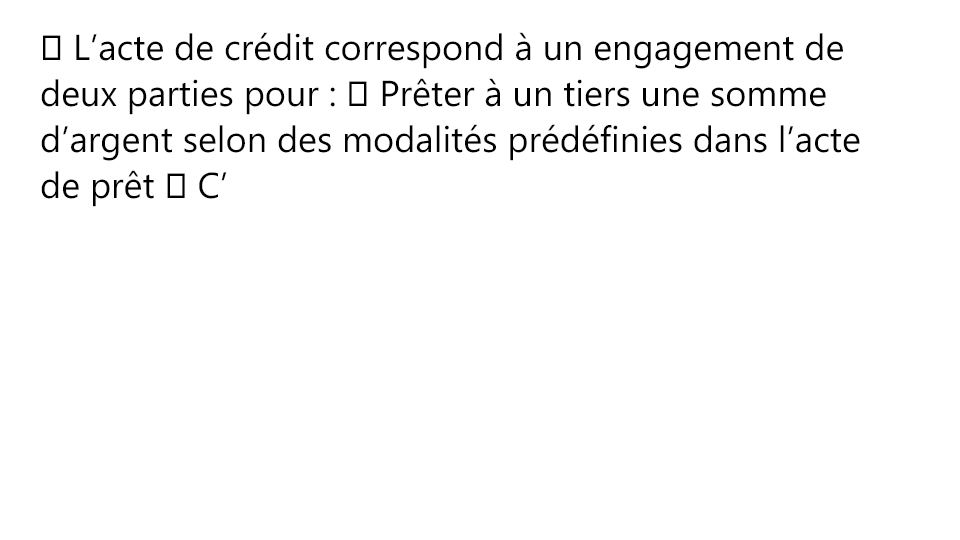 ▯ L’acte de crédit correspond à un engagement de
deux parties pour : ▯ Prêter à un tiers une somme
d’argent selon des modalités prédéfinies dans l’acte
de prêt ▯ C’